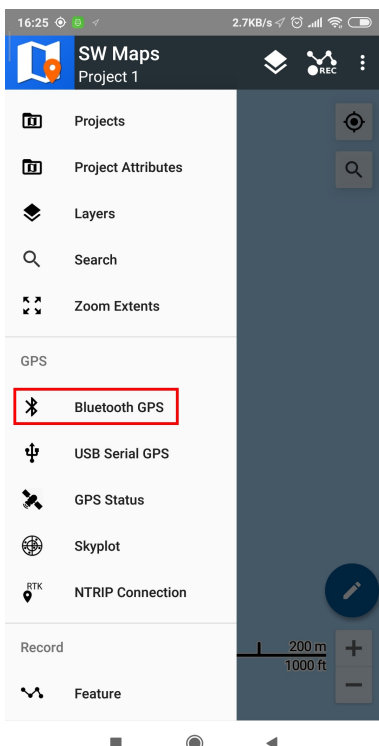 16:25 2.7KB/s
SW Maps
Project 1
REC
Projects
Project Attributes
Layers
Search
Zoom Extents
GPS
Bluetooth GPS
USB Serial GPS
GPS Status
Skyplot
RTK
NTRIP Connection
Record
200 m
1000 ft
Feature